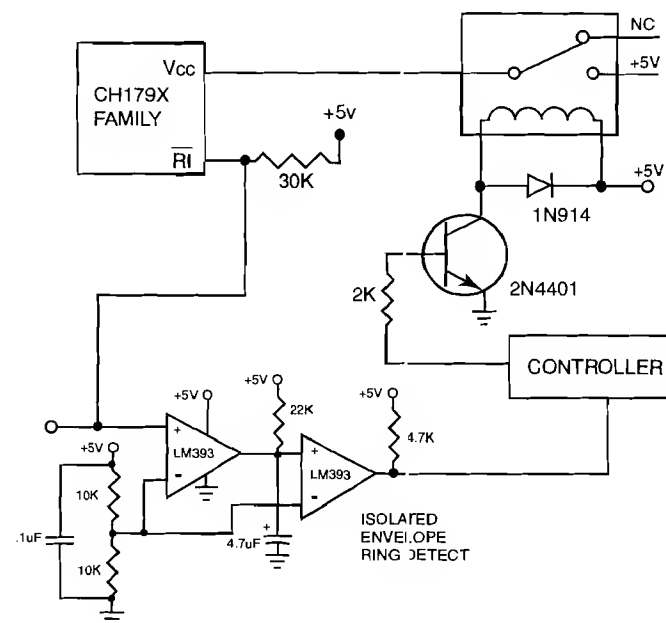 NC
+5V
VCC
CH179X
FAMILY
RI
+5v
30K
+5V
1N914
2N4401
2K
CONTROLLER
+5V
+5V
+5V
22K
4.7K
+5V
+
-
LM393
+
-
LM393
10K
.1uF
10K
+
4.7uF
ISOLATED
ENVELOPE
RING DETECT